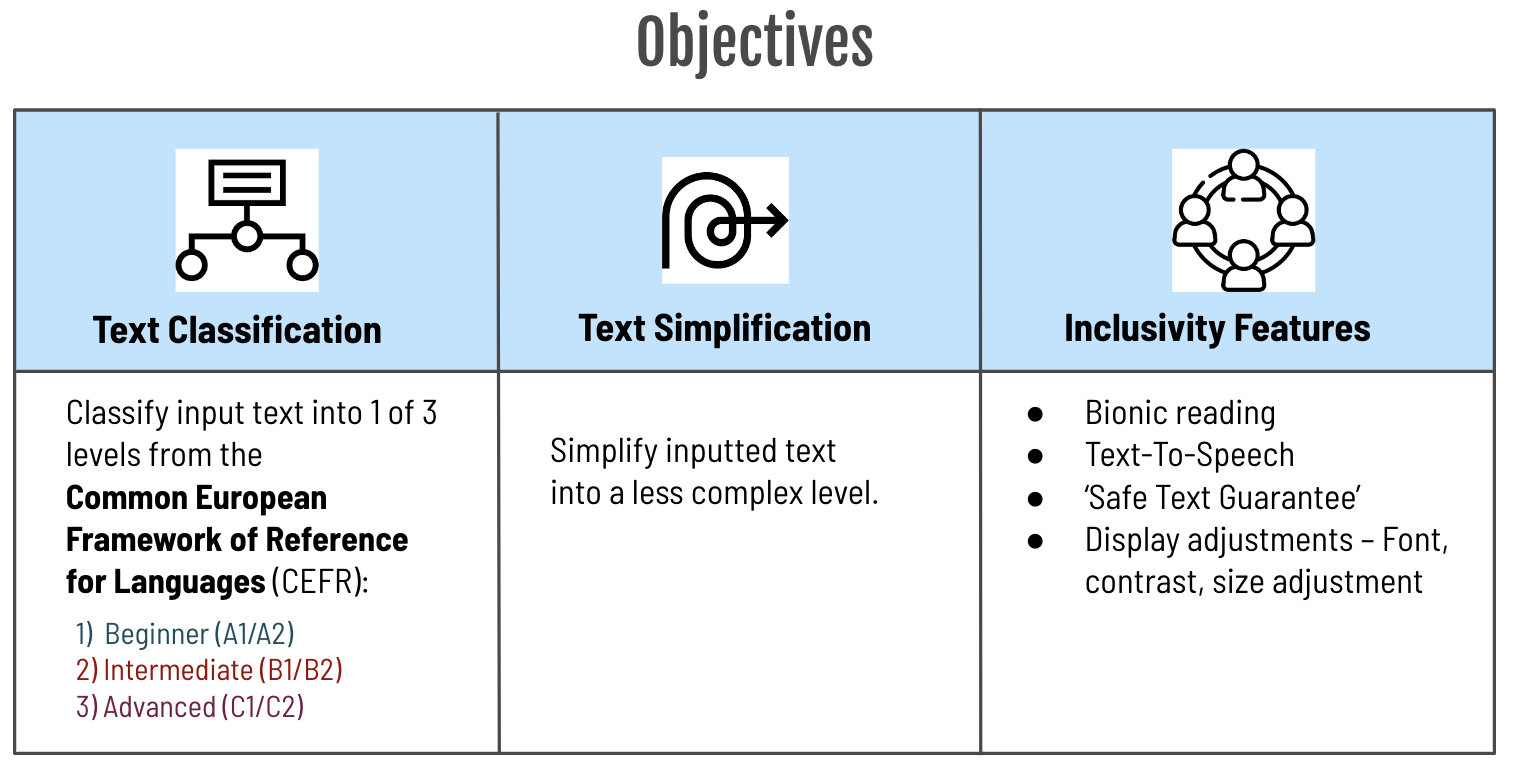 Objectives
Text Classification
Text Simplification
Inclusivity Features
Classify input text into 1 of 3
levels from the
Common European
Framework of Reference
for Languages (CEFR):
1) Beginner (A1/A2)
2) Intermediate (B1/B2)
3) Advanced (C1/C2)
Simplify inputted text
into a less complex level.
● Bionic reading
● Text-To-Speech
● ‘Safe Text Guarantee’
● Display adjustments – Font,
contrast, size adjustment